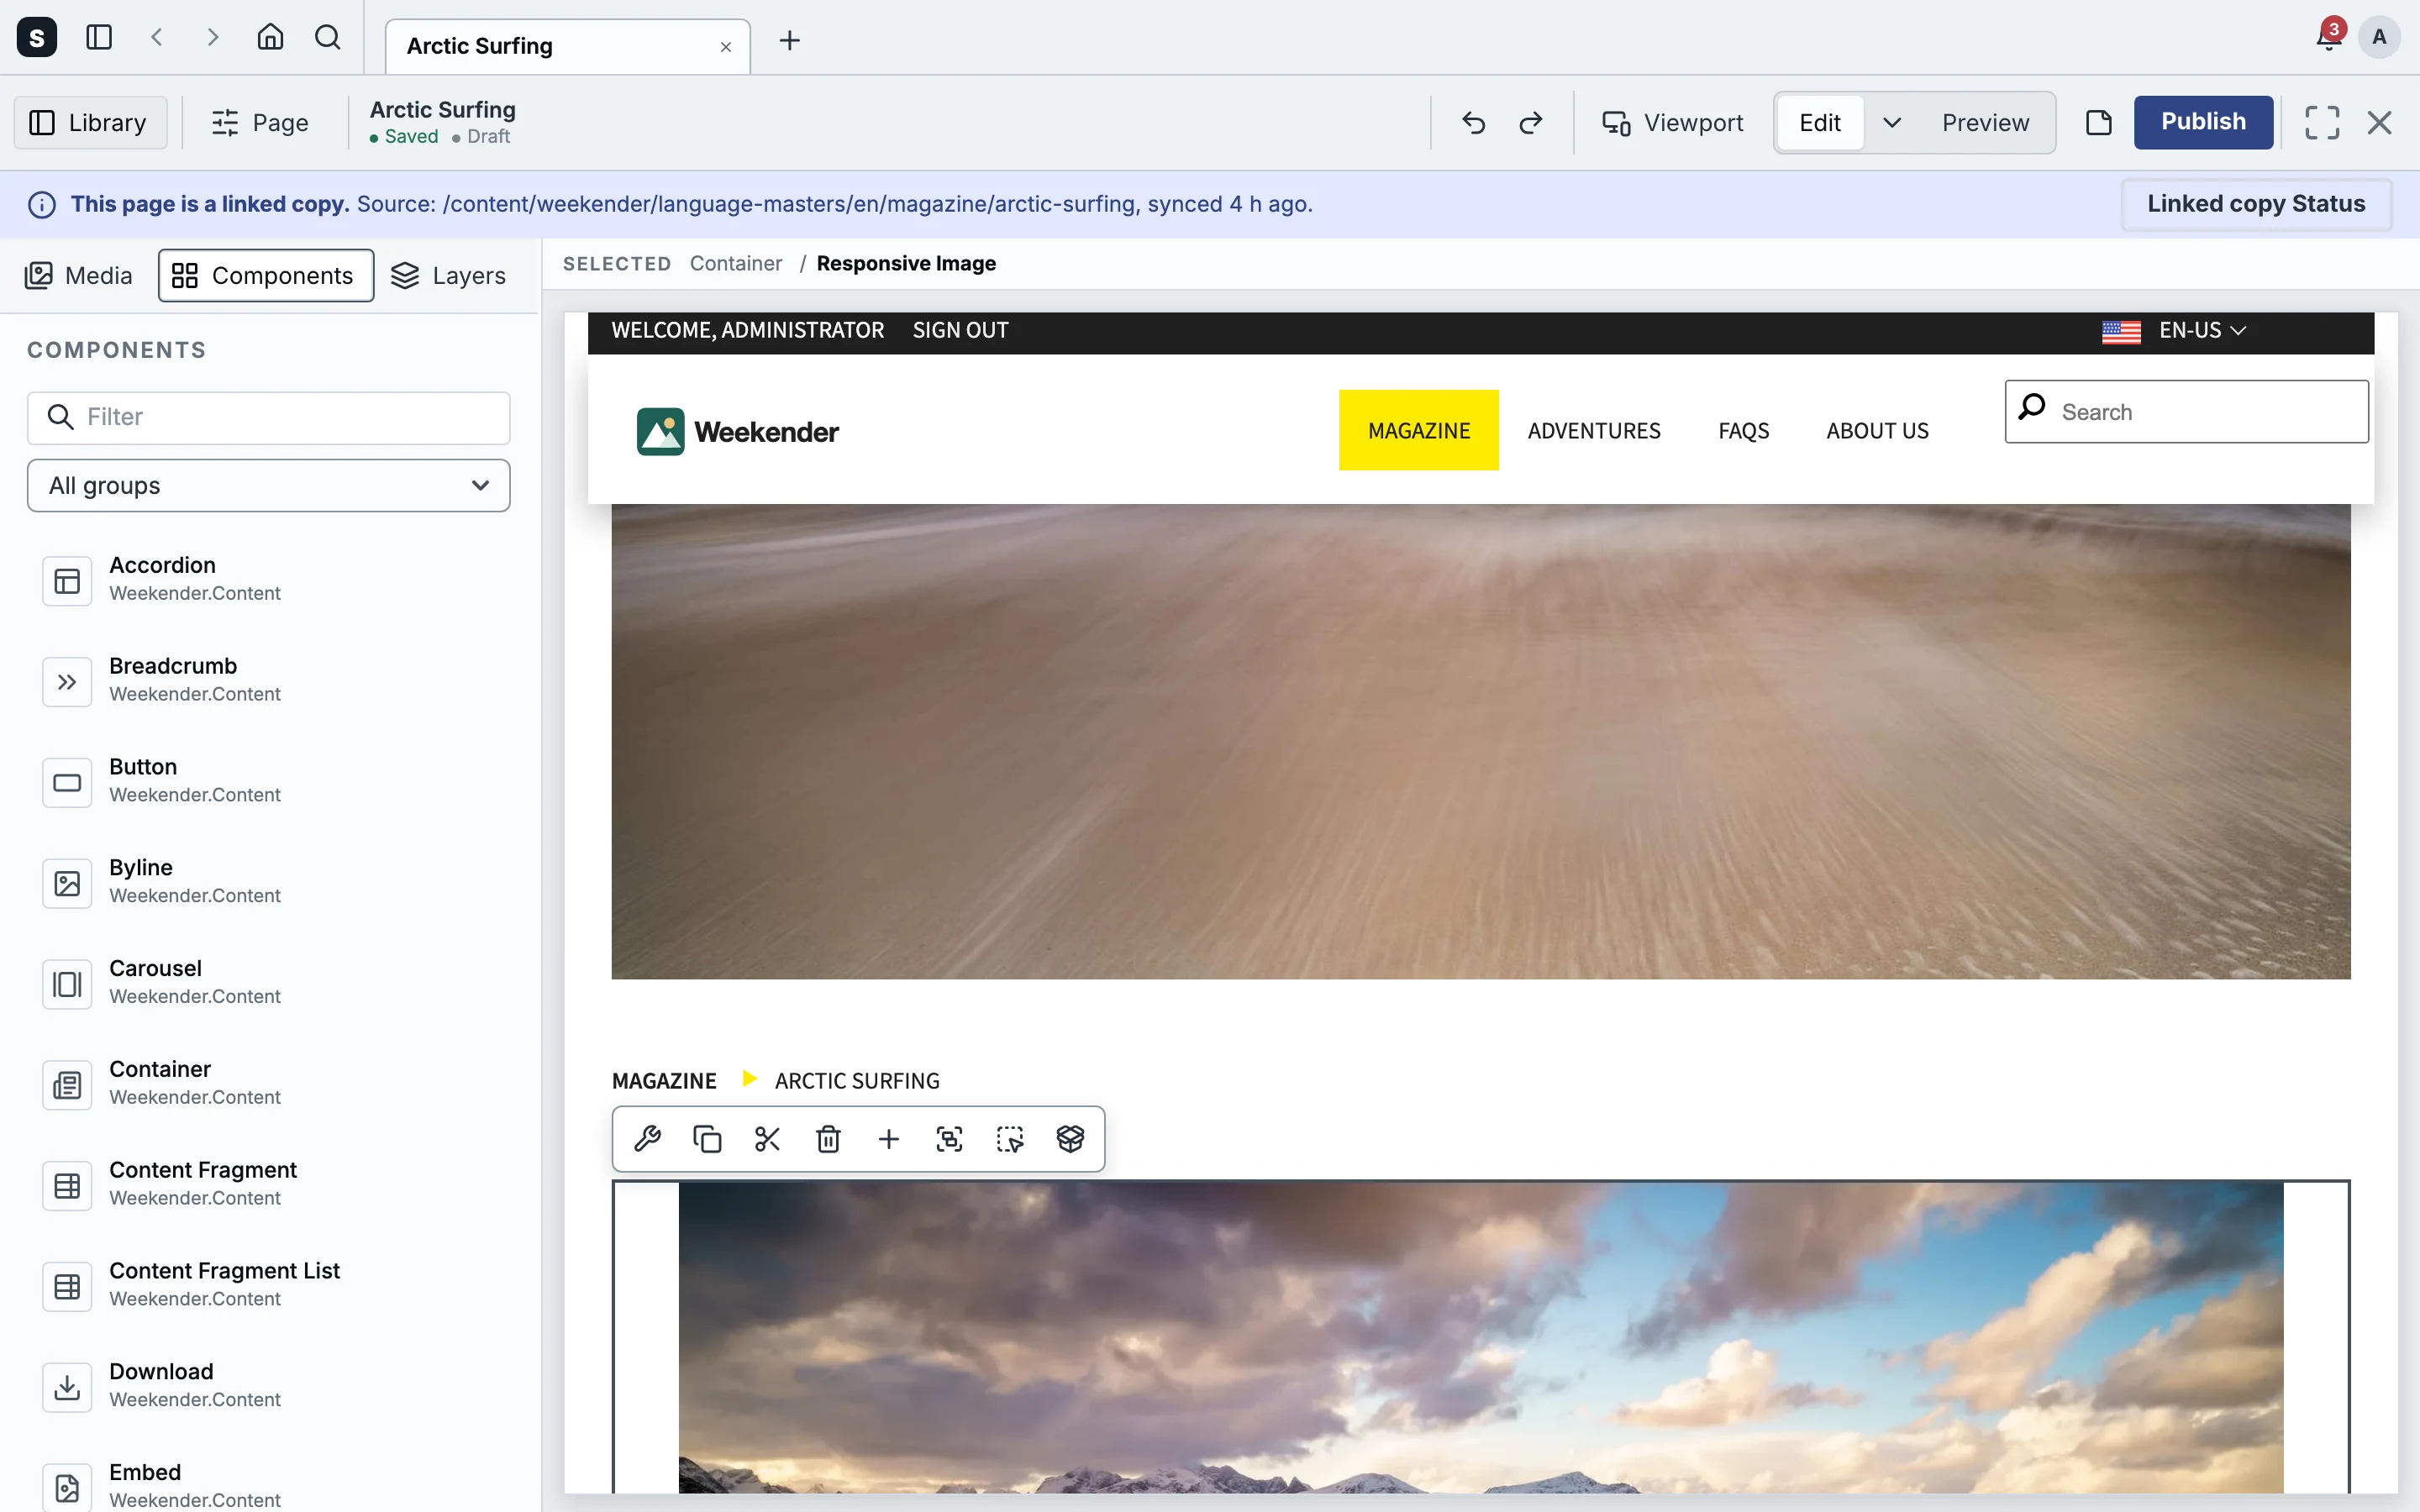 S
Arctic Surfing
3
A
Library
Page
Arctic Surfing
Saved Draft
Viewport
Edit
Preview
Publish
This page is a linked copy. Source: /content/weekender/language-masters/en/magazine/arctic-surfing, synced 4 h ago.
Linked copy Status
Media
Components
Layers
SELECTED Container / Responsive Image
COMPONENTS
Filter
All groups
Accordion
Weekender.Content
Breadcrumb
Weekender.Content
Button
Weekender.Content
Byline
Weekender.Content
Carousel
Weekender.Content
Container
Weekender.Content
Content Fragment
Weekender.Content
Content Fragment List
Weekender.Content
Download
Weekender.Content
Embed
Weekender.Content
WELCOME, ADMINISTRATOR SIGN OUT
EN-US
Weekender
MAGAZINE
ADVENTURES
FAQS
ABOUT US
Search
MAGAZINE ARCTIC SURFING